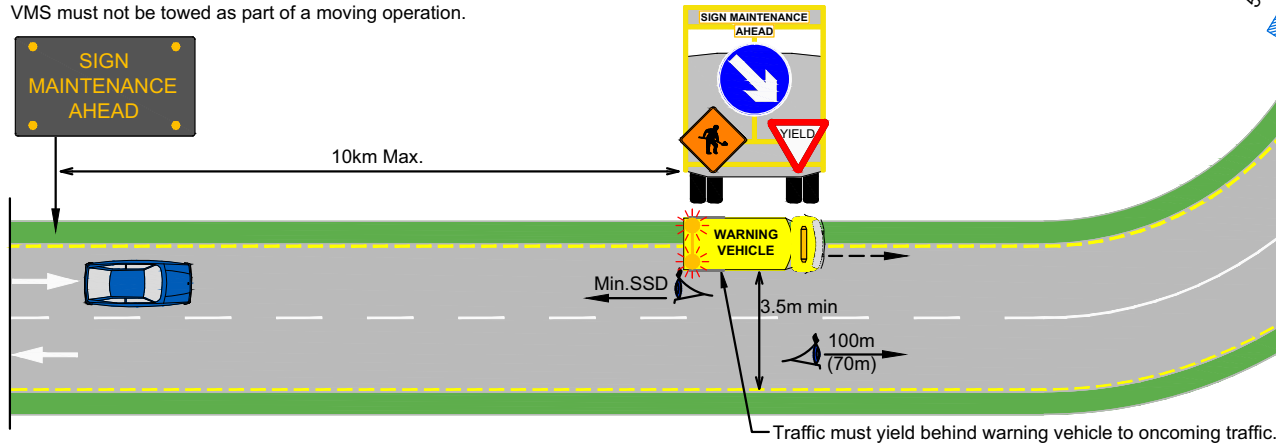 VMS must not be towed as part of a moving operation.
SIGN
MAINTENANCE
AHEAD
SIGN MAINTENANCE
AHEAD
YIELD
10km Max.
WARNING
VEHICLE
Min.SSD
3.5m min
100m
(70m)
Traffic must yield behind warning vehicle to oncoming traffic.